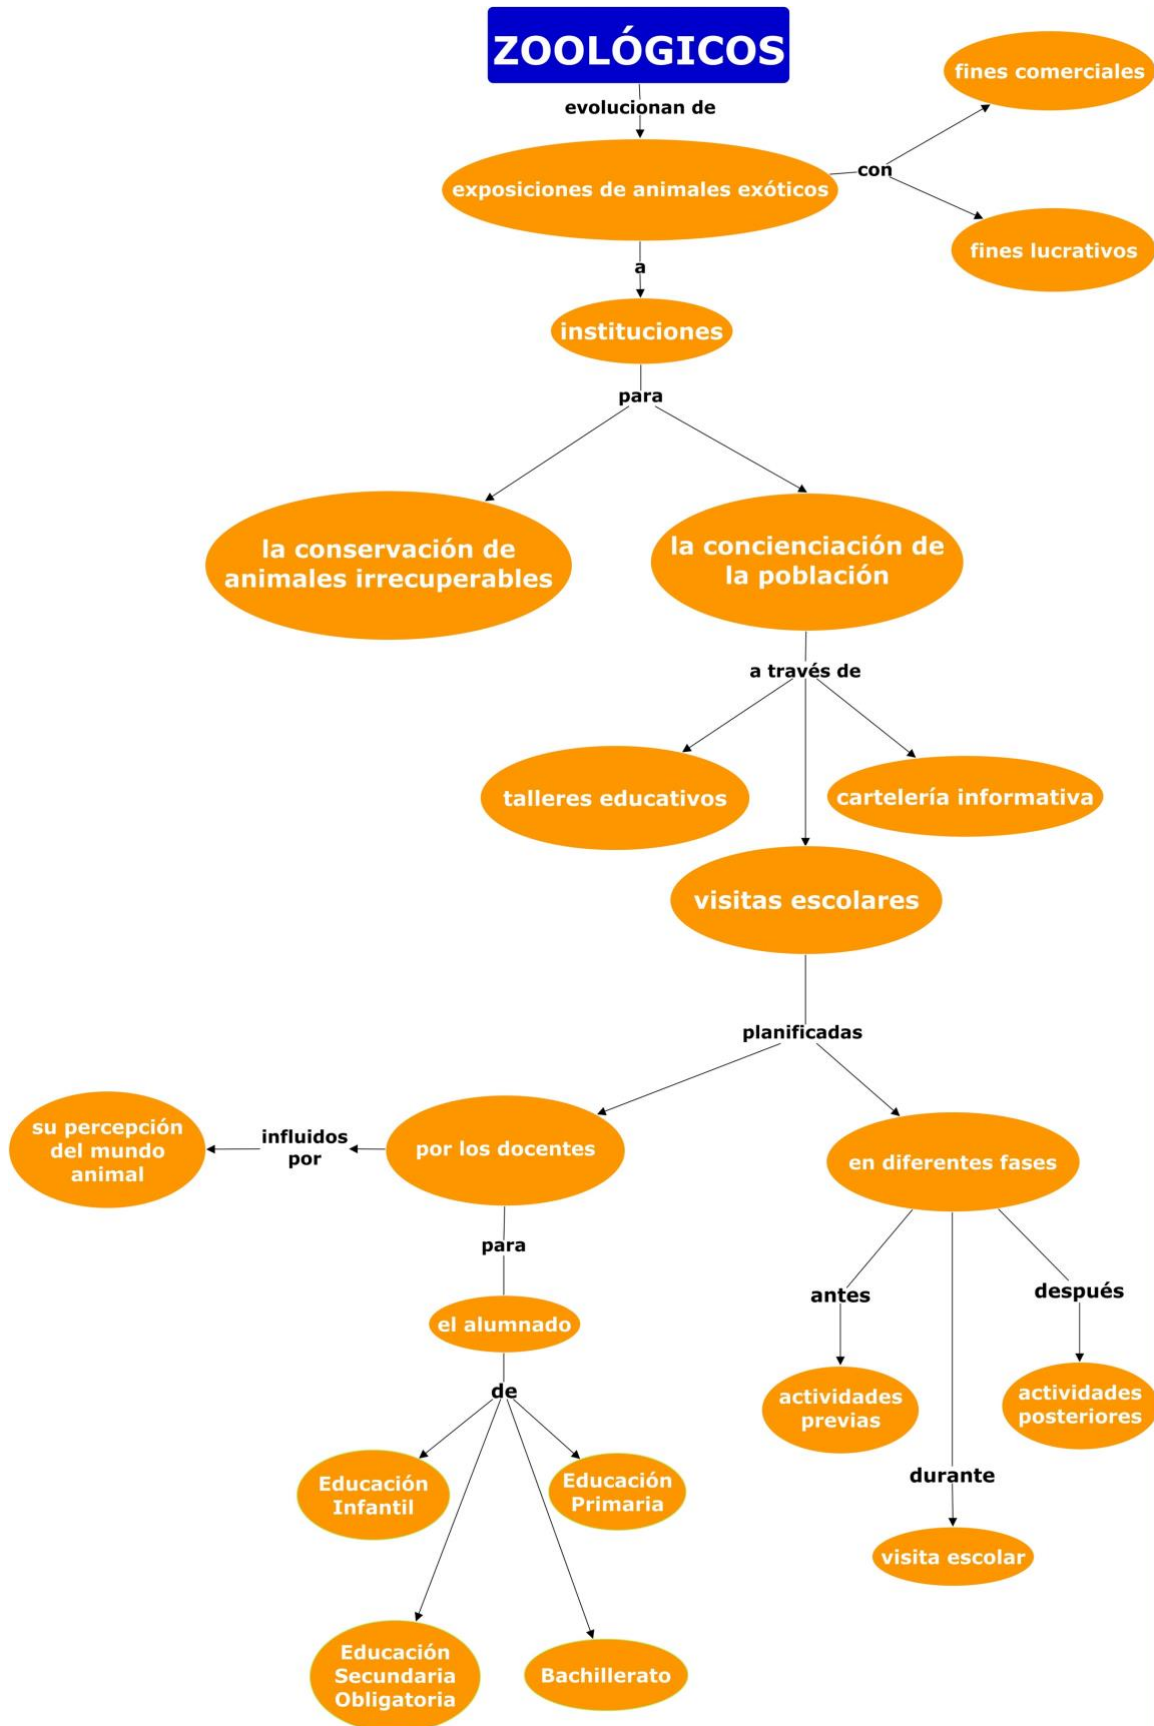 ZOOLÓGICOS
evolucionan de
fines comerciales
exposiciones de animales exóticos
con
fines lucrativos
a
instituciones
para
la conservación de
animales irrecuperables
la concienciación de
la población
a través de
talleres educativos
cartelería informativa
visitas escolares
planificadas
su percepción
del mundo
animal
influidos
por
por los docentes
en diferentes fases
para
antes
después
el alumnado
de
actividades
previas
actividades
posteriores
durante
Educación
Infantil
Educación
Primaria
visita escolar
Educación
Secundaria
Obligatoria
Bachillerato